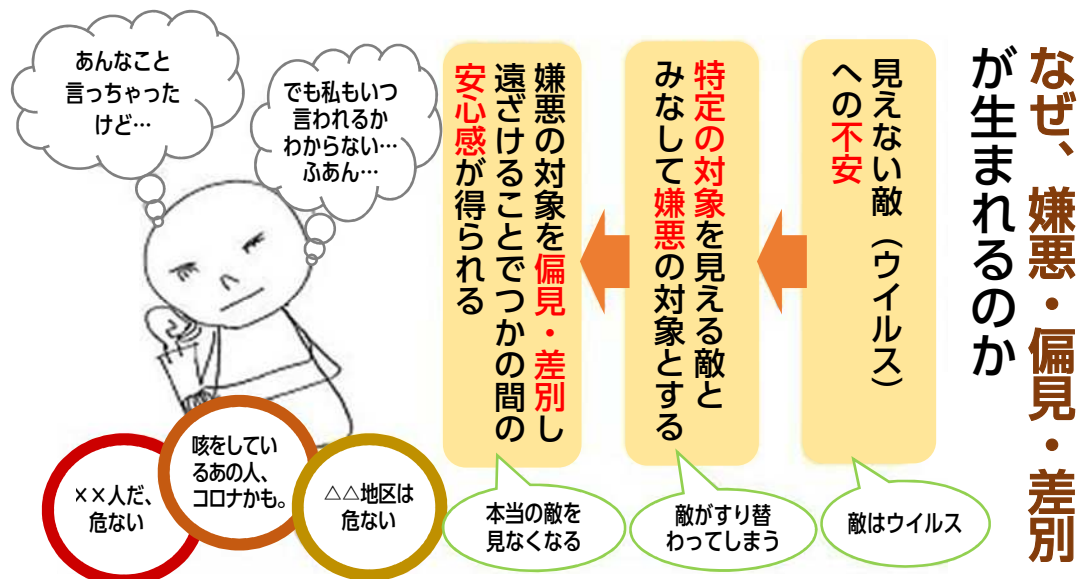 なぜ、嫌悪・偏見・差別
が生まれるのか
見えない敵（ウイルス）
への不安
敵はウイルス
特定の対象を見える敵と
みなして嫌悪の対象とする
敵がすり替
わってしまう
嫌悪の対象を偏見・差別し
遠ざけることでつかの間の
安心感が得られる
本当の敵を
見なくなる
でも私もいつ
言われるか
わからない…
ふあん…
あんなこと
言っちゃった
けど…
××人だ、
危ない
咳をしてい
るあの人、
コロナかも。
△△地区は
危ない